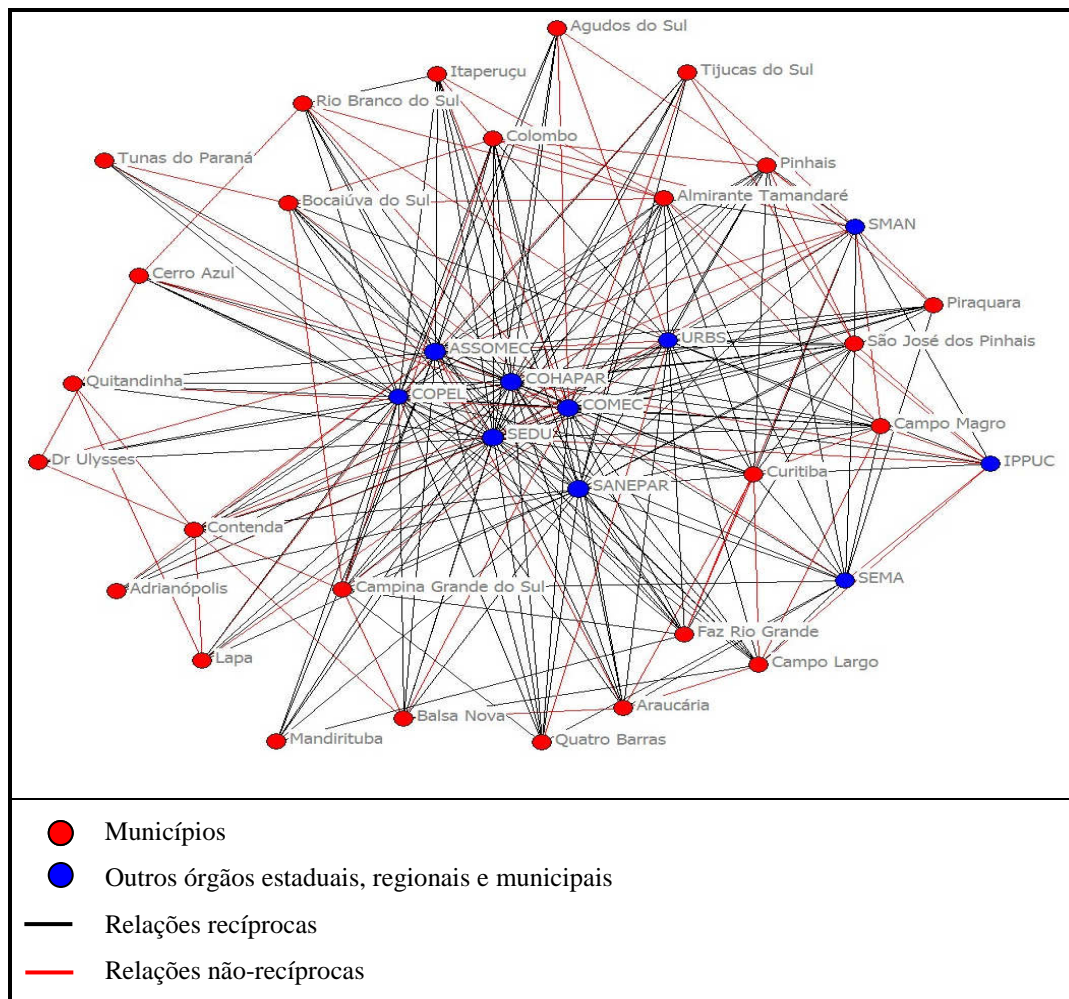 Agudos do Sul
Itaperuçu
Tijucas do Sul
Rio Branco do Sul
Colombo
Tunas do Paraná
Pinhais
Bocaiúva do Sul
Almirante Tamandaré
SMAN
Cerro Azul
Piraquara
URBS
São José dos Pinhais
ASSOMEC
Quitandinha
COHAPAR
COPEL
COMEC
Campo Magro
SEDU
Dr Ulysses
IPPUC
Curitiba
SANEPAR
Contenda
SEMA
Adrianópolis
Campina Grande do Sul
Faz Rio Grande
Lapa
Campo Largo
Araucária
Balsa Nova
Mandirituba
Quatro Barras
Municípios
Outros órgãos estaduais, regionais e municipais
Relações recíprocas
Relações não-recíprocas